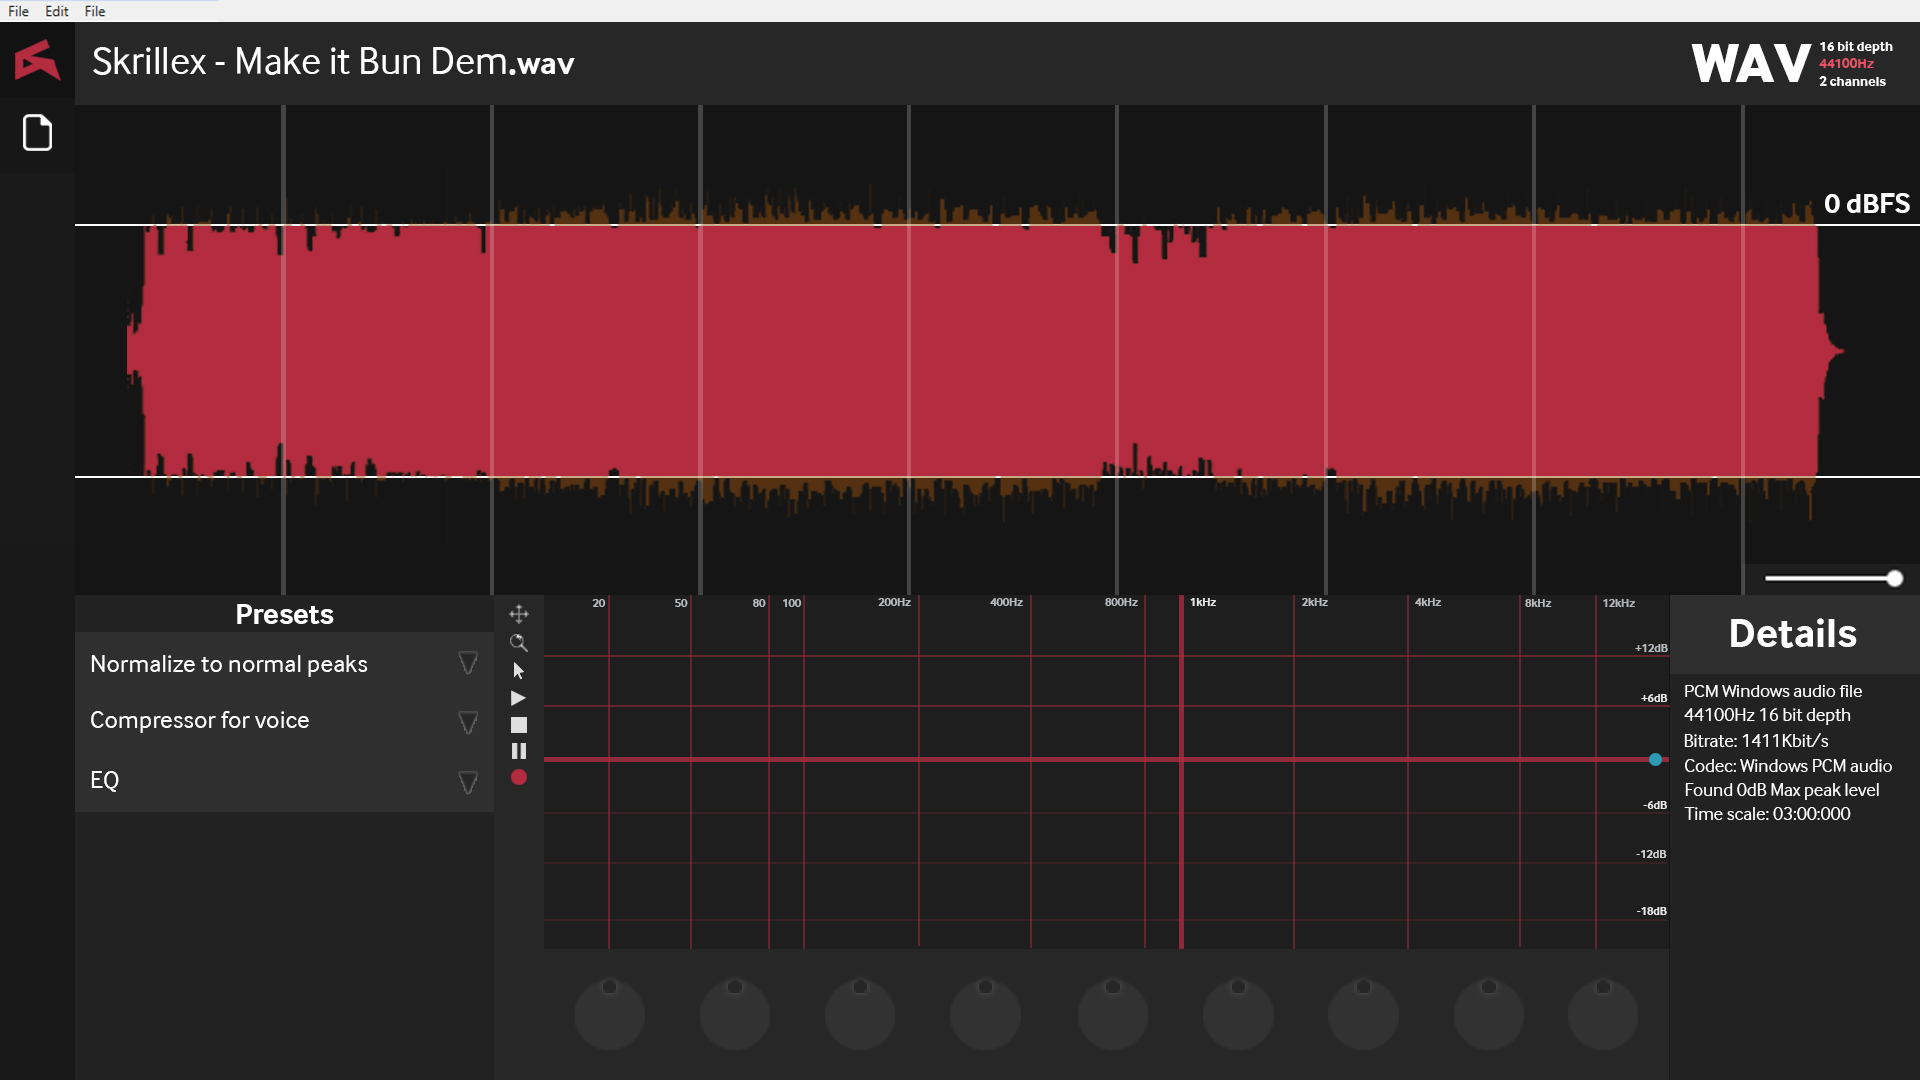 File Edit File
Skrillex - Make it Bun Dem.wav
WAV
16 bit depth
44100Hz
2 channels
0 dBFS
Presets
Normalize to normal peaks
Compressor for voice
EQ
20 50 80 100 200Hz 400Hz 800Hz 1kHz 2kHz 4kHz 8kHz 12kHz
+12dB
+6dB
-6dB
-12dB
-18dB
Details
PCM Windows audio file
44100Hz 16 bit depth
Bitrate: 1411Kbit/s
Codec: Windows PCM audio
Found 0dB Max peak level
Time scale: 03:00:000